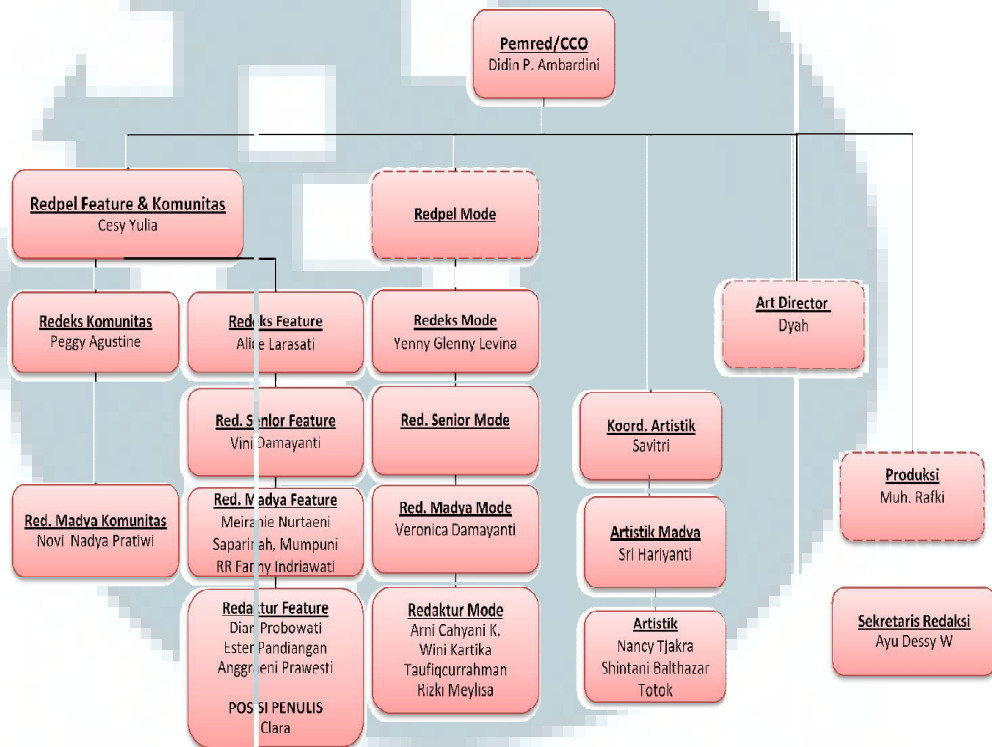 Pemred/CCO
Didin P. Ambardini
Redpel Feature & Komunitas
Cesy Yulia
Redpel Mode
Redeks Komunitas
Peggy Agustine
Redeks Feature
Alice Larasati
Redeks Mode
Yenny Glenny Levina
Art Director
Dyah
Red. Senior Feature
Vini Damayanti
Red. Senior Mode
Koord. Artistik
Savitri
Produksi
Muh. Rafki
Red. Madya Komunitas
Novi Nadya Pratiwi
Red. Madya Feature
Meiranie Nurtaeni
Saparinah, Mumpuni
RR Fanny Indriawati
Red. Madya Mode
Veronica Damayanti
Artistik Madya
Sri Hariyanti
Redaktur Feature
Dian Probowati
Ester Pandiangan
Anggraeni Prawesti
POSISI PENULIS
Clara
Redaktur Mode
Arni Cahyani K.
Wini Kartika
Taufiqcurrahman
Rizki Meylisa
Artistik
Nancy Tjakra
Shintani Balthazar
Totok
Sekretaris Redaksi
Ayu Dessy W